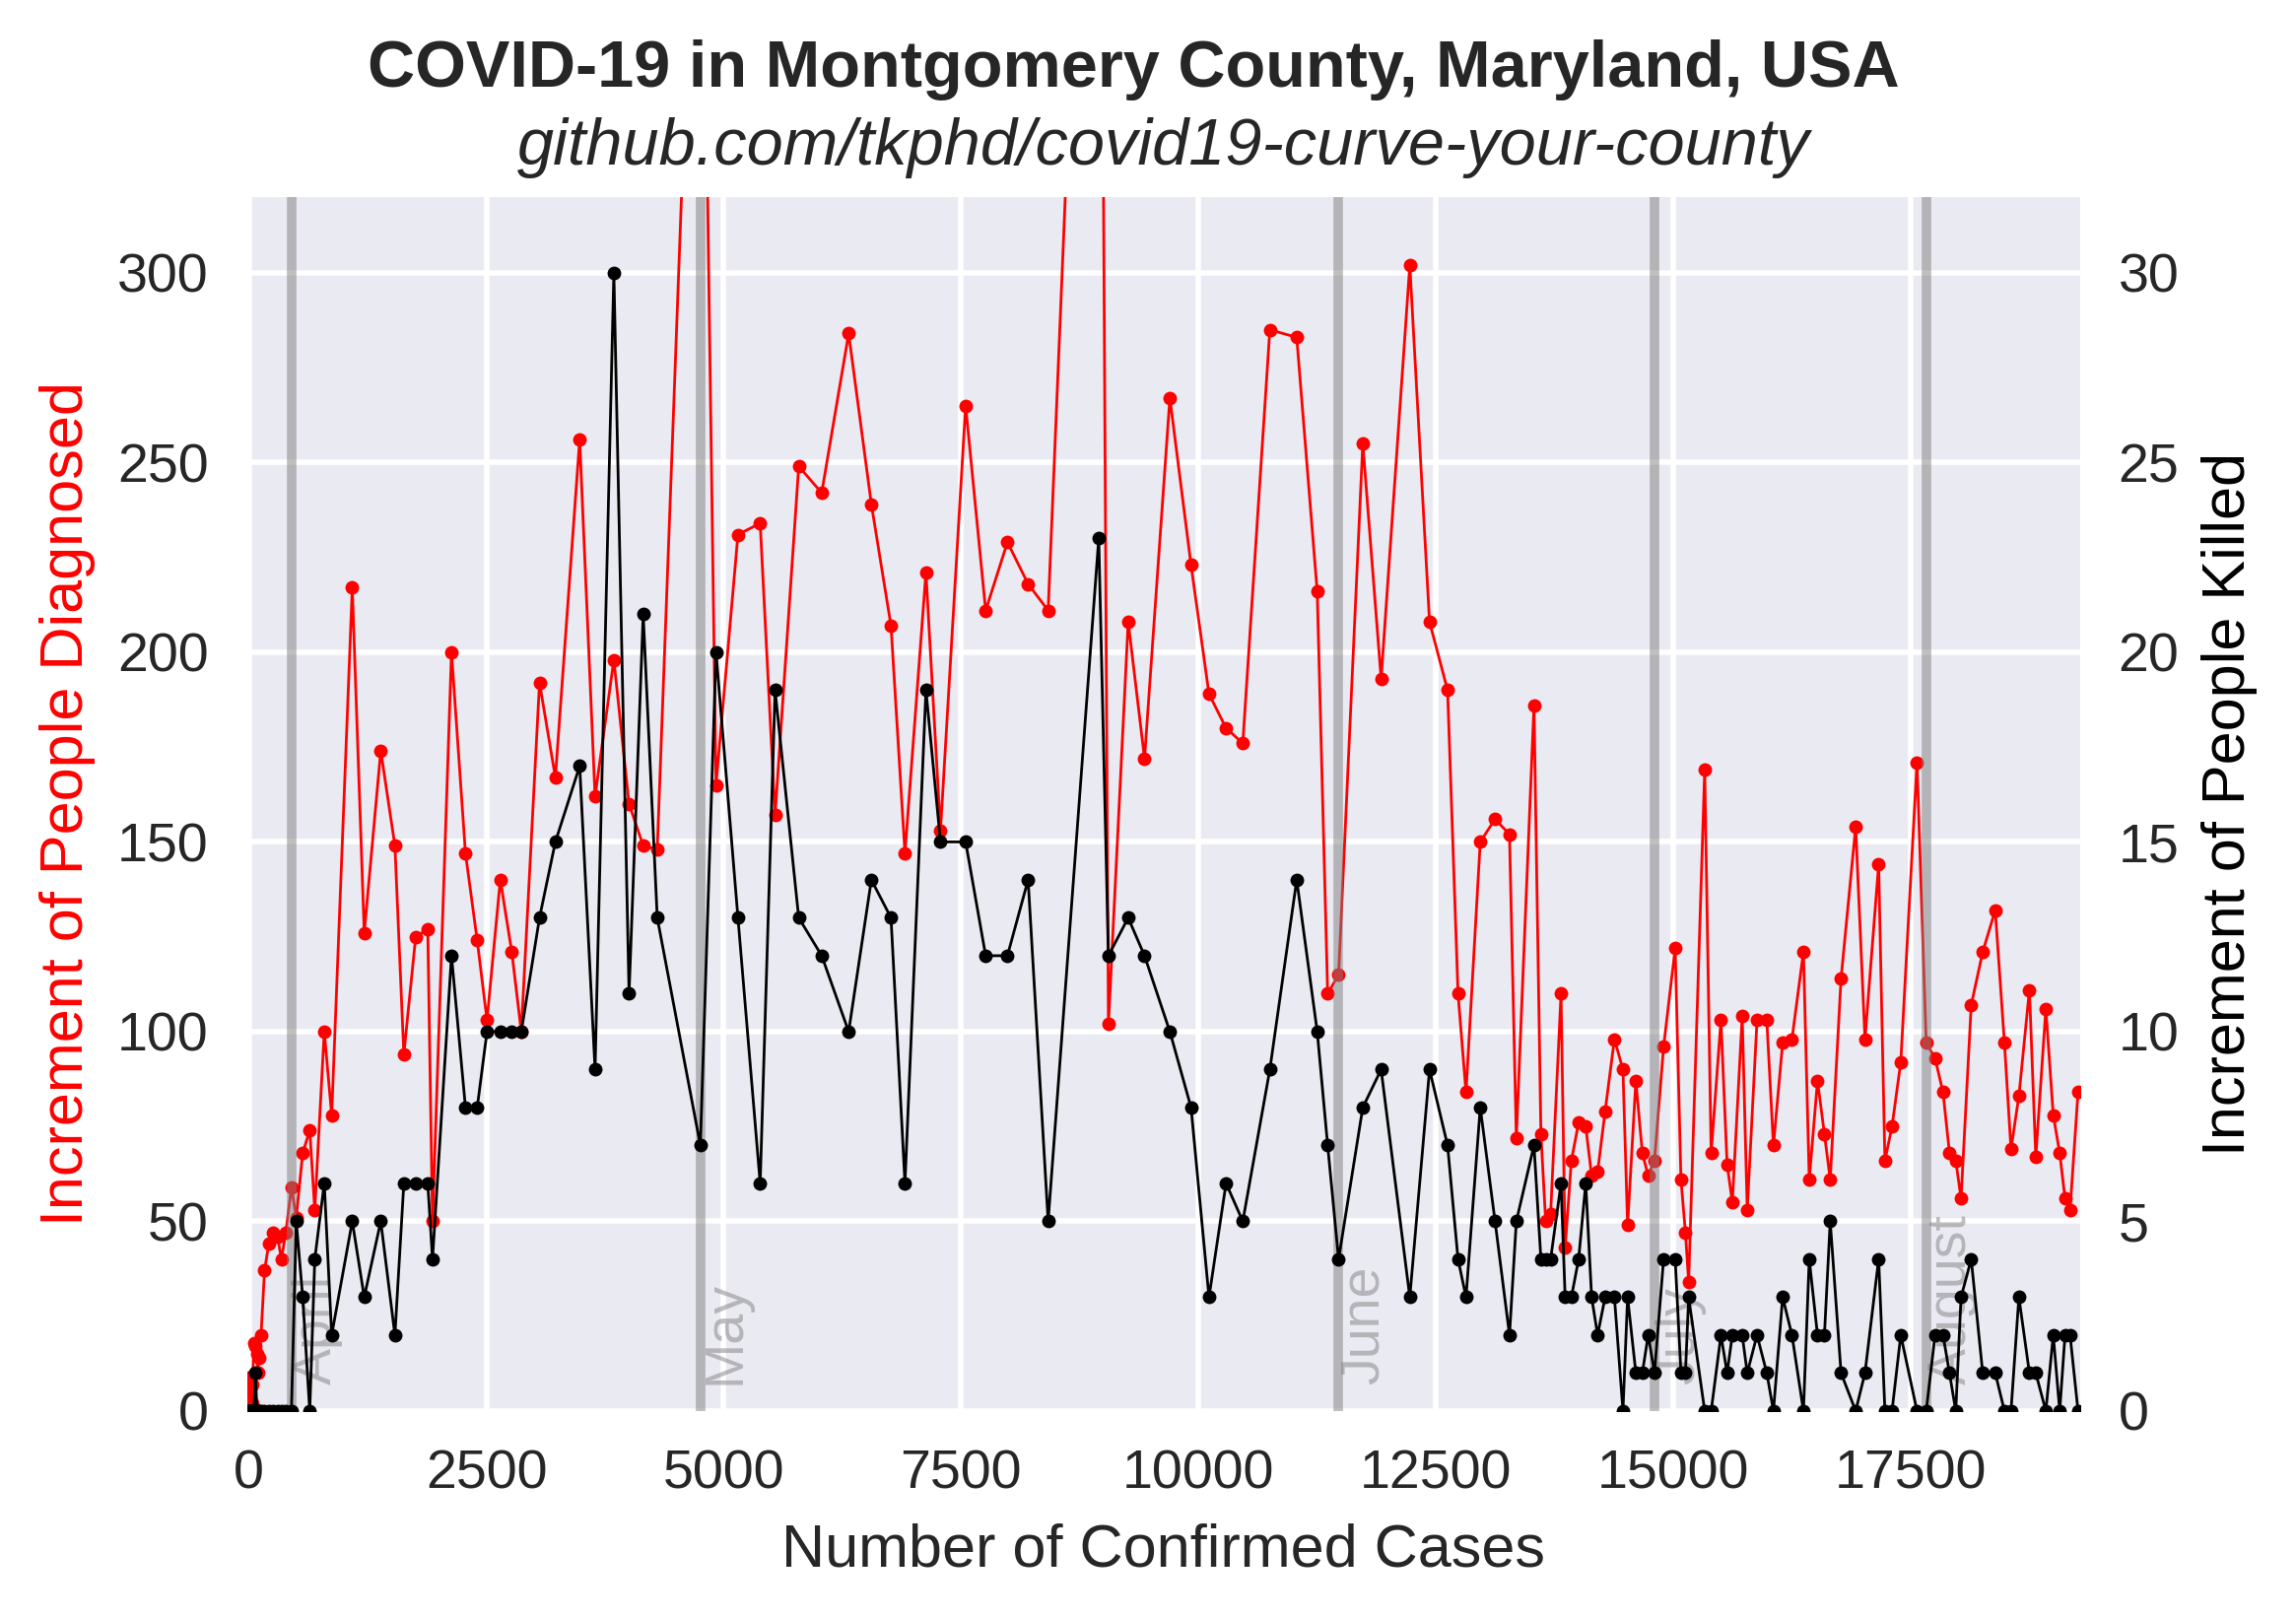 COVID-19 in Montgomery County, Maryland, USA
github.com/tkphd/covid19-curve-your-county
Increment of People Diagnosed
300
250
200
150
100
50
0
April
May
June
July
August
30
25
20
15
10
5
0
Increment of People Killed
0 2500 5000 7500 10000 12500 15000 17500
Number of Confirmed Cases